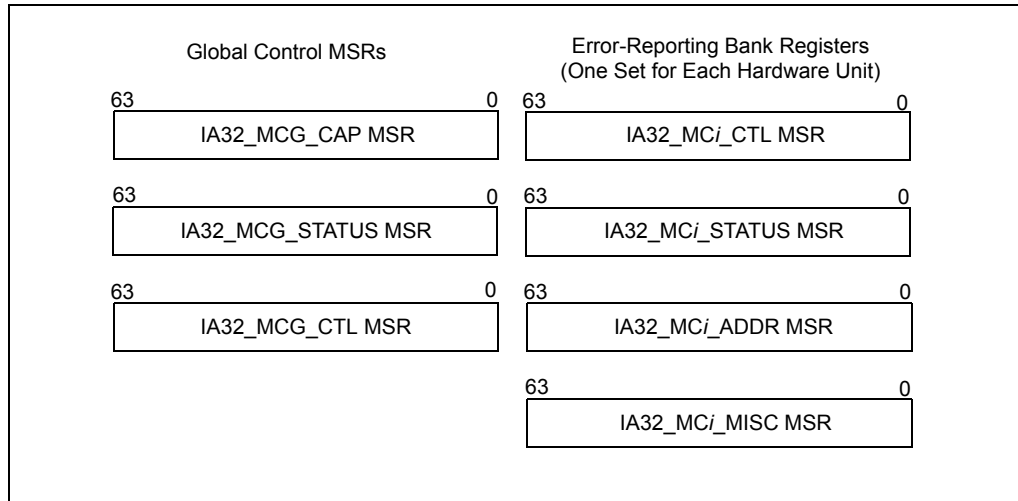 Global Control MSRs
63 0
IA32_MCG_CAP MSR
63 0
IA32_MCG_STATUS MSR
63 0
IA32_MCG_CTL MSR
Error-Reporting Bank Registers
(One Set for Each Hardware Unit)
63 0
IA32_MCi_CTL MSR
63 0
IA32_MCi_STATUS MSR
63 0
IA32_MCi_ADDR MSR
63 0
IA32_MCi_MISC MSR